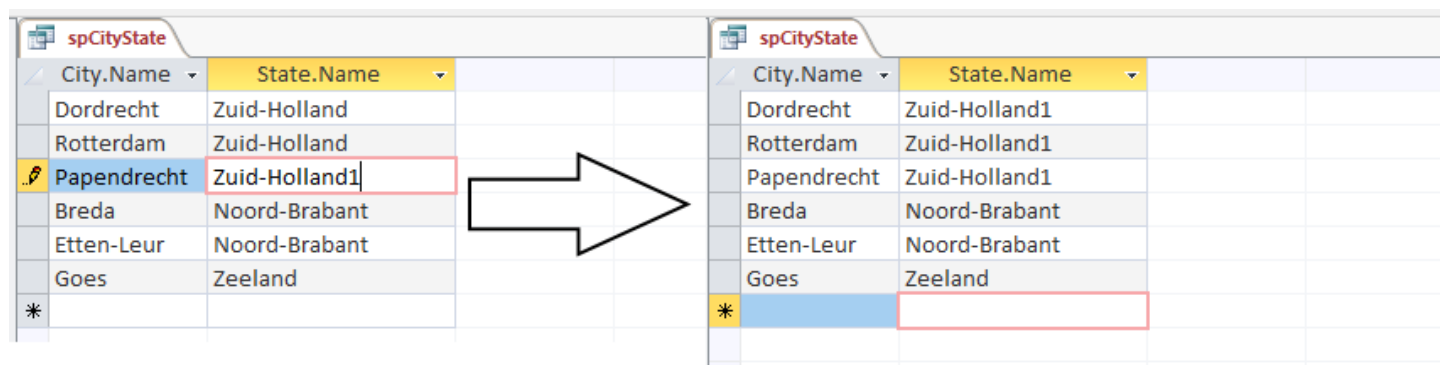 spCityState
City.Name State.Name
Dordrecht Zuid-Holland
Rotterdam Zuid-Holland
Papendrecht Zuid-Holland1
Breda Noord-Brabant
Etten-Leur Noord-Brabant
Goes Zeeland
spCityState
City.Name State.Name
Dordrecht Zuid-Holland1
Rotterdam Zuid-Holland1
Papendrecht Zuid-Holland1
Breda Noord-Brabant
Etten-Leur Noord-Brabant
Goes Zeeland